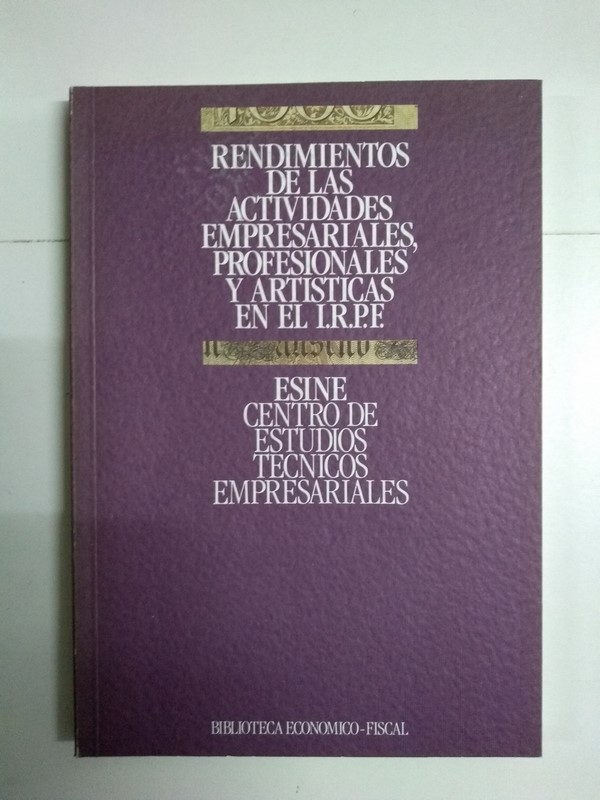 RENDIMIENTOS
DE LAS
ACTIVIDADES
EMPRESARIALES,
PROFESIONALES
Y ARTISTICAS
EN EL I.R.P.F.
ESINE
CENTRO DE
ESTUDIOS
TECNICOS
EMPRESARIALES
BIBLIOTECA ECONOMICO-FISCAL